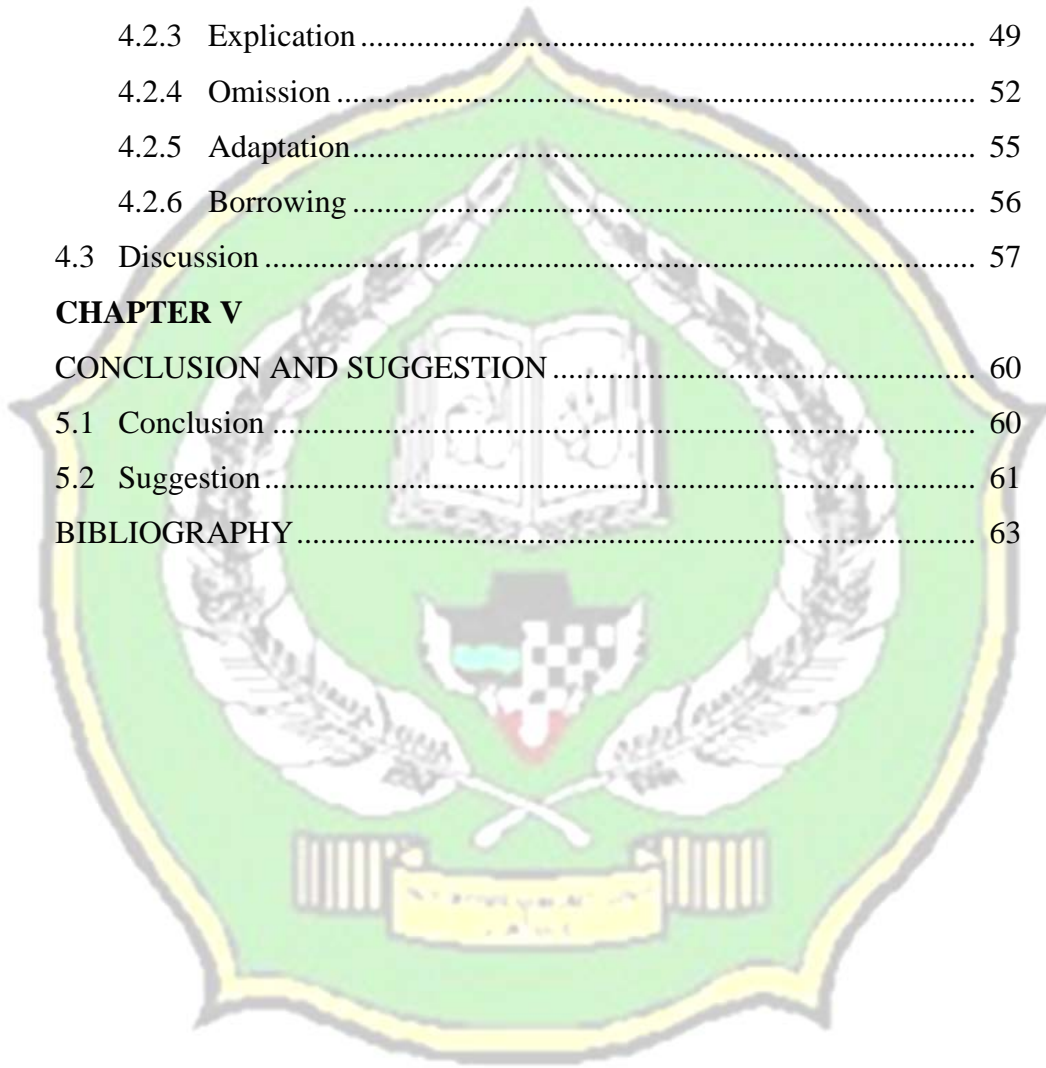 4.2.3 Explication ........................................................................... 49
4.2.4 Omission .............................................................................. 52
4.2.5 Adaptation............................................................................ 55
4.2.6 Borrowing ............................................................................ 56
4.3 Discussion ....................................................................................... 57
CHAPTER V
CONCLUSION AND SUGGESTION .................................................... 60
5.1 Conclusion ...................................................................................... 60
5.2 Suggestion....................................................................................... 61
BIBLIOGRAPHY................................................................................... 63